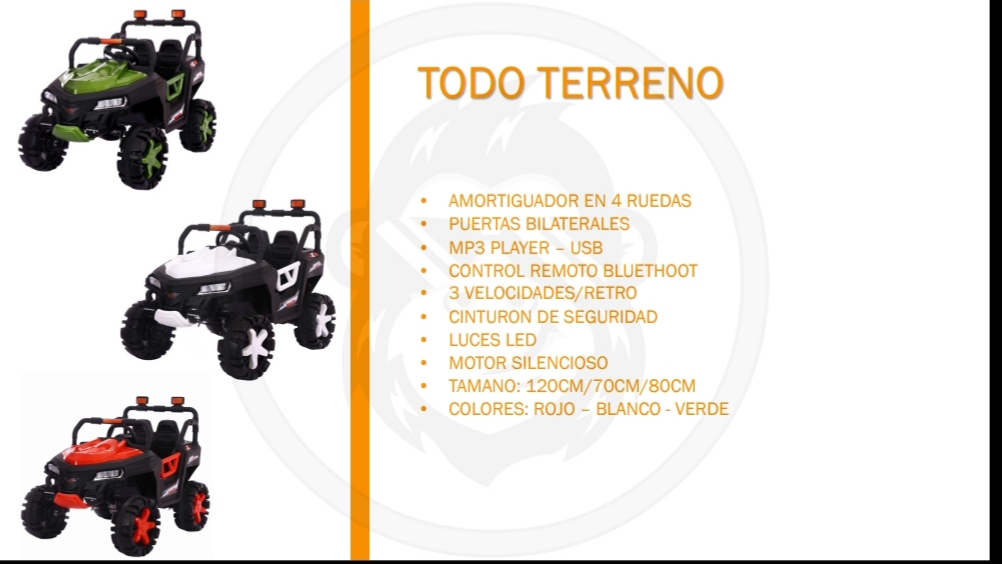 TODO TERRENO
• AMORTIGUADOR EN 4 RUEDAS
• PUERTAS BILATERALES
• MP3 PLAYER – USB
• CONTROL REMOTO BLUETHOOT
• 3 VELOCIDADES/RETRO
• CINTURON DE SEGURIDAD
• LUCES LED
• MOTOR SILENCIOSO
• TAMANO: 120CM/70CM/80CM
• COLORES: ROJO – BLANCO - VERDE